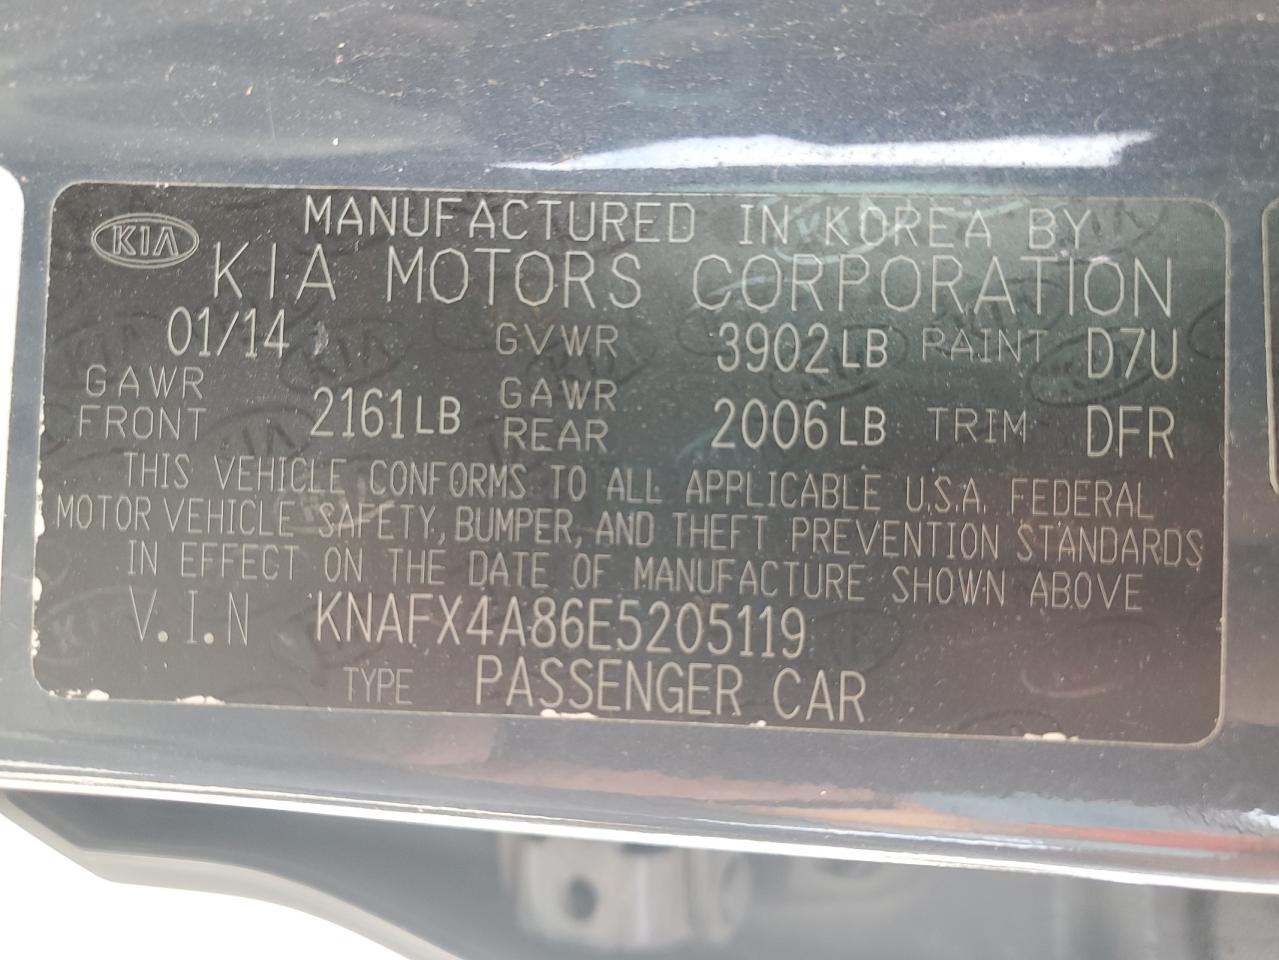 KIA
MANUFACTURED IN KOREA BY
KIA MOTORS CORPORATION
01/14 GVWR 3902LB PAINT D7U
GAWR FRONT 2161LB GAWR REAR 2006LB TRIM DFR
THIS VEHICLE CONFORMS TO ALL APPLICABLE U.S.A. FEDERAL
MOTOR VEHICLE SAFETY, BUMPER, AND THEFT PREVENTION STANDARDS
IN EFFECT ON THE DATE OF MANUFACTURE SHOWN ABOVE
V.I.N KNAFX4A86E5205119
TYPE PASSENGER CAR